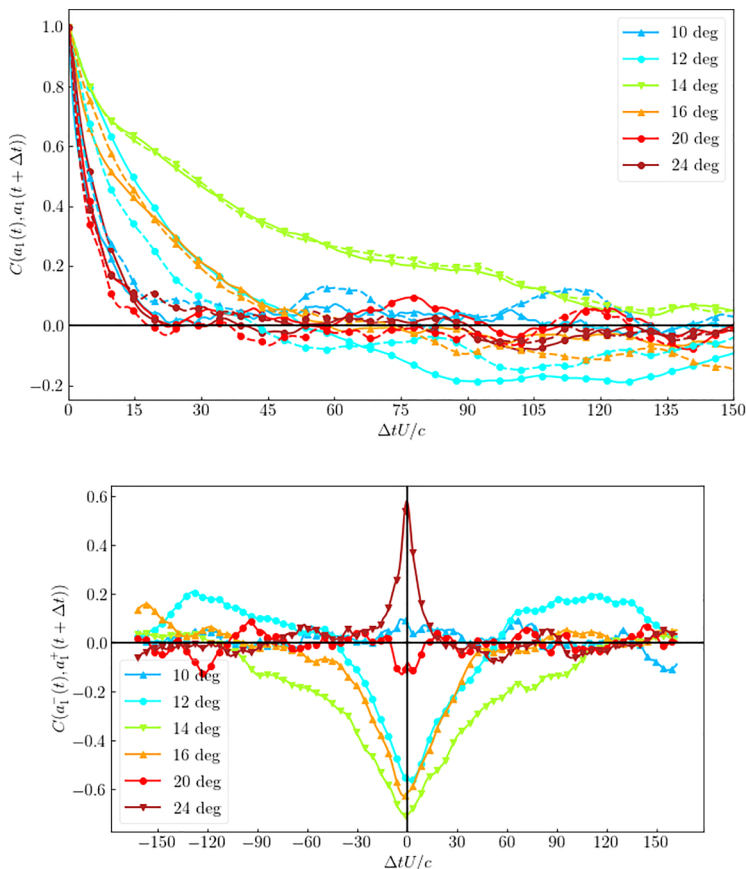 1.0
0.8
0.6
0.4
0.2
0.0
−0.2
C(a₁(t), a₁(t + Δt))
10 deg
12 deg
14 deg
16 deg
20 deg
24 deg
0 15 30 45 60 75 90 105 120 135 150
ΔtU/c
0.6
0.4
0.2
0.0
−0.2
−0.4
−0.6
C(a₁⁻(t), a₁⁺(t + Δt))
10 deg
12 deg
14 deg
16 deg
20 deg
24 deg
−150 −120 −90 −60 −30 0 30 60 90 120 150
ΔtU/c